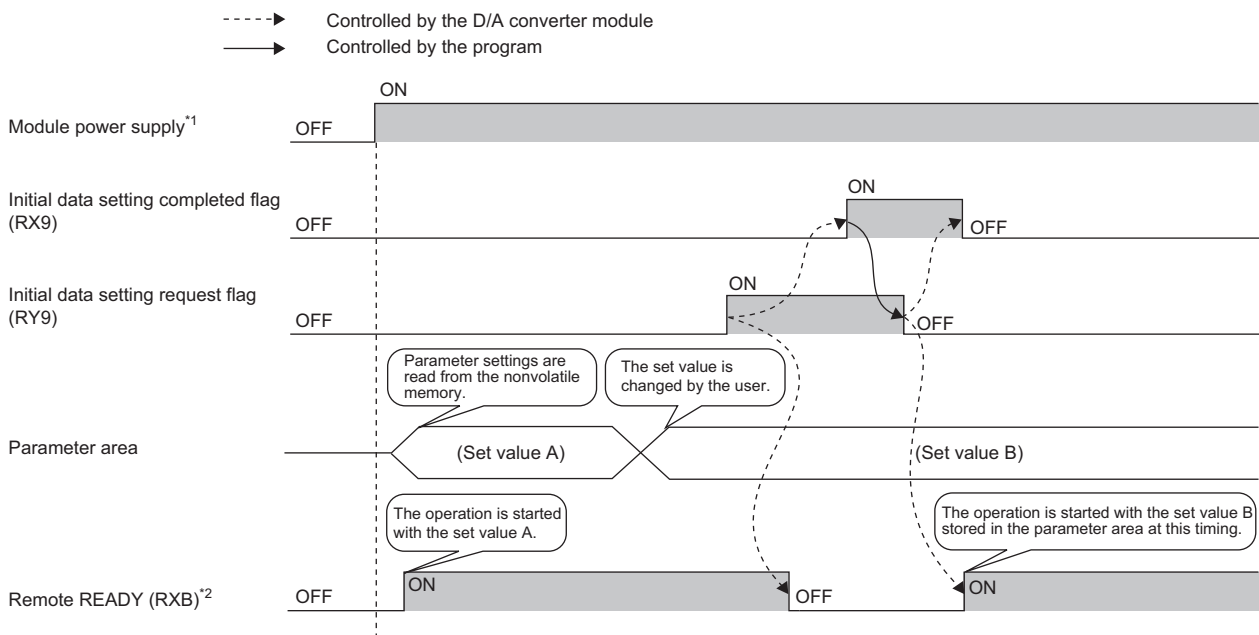 Controlled by the D/A converter module
Controlled by the program
ON
Module power supply*1
OFF
ON
Initial data setting completed flag
(RX9)
OFF
OFF
ON
Initial data setting request flag
(RY9)
OFF
OFF
Parameter settings are
read from the nonvolatile
memory.
The set value is
changed by the user.
Parameter area
(Set value A)
(Set value B)
The operation is started
with the set value A.
The operation is started with the set value B
stored in the parameter area at this timing.
ON
ON
Remote READY (RXB)*2
OFF
OFF